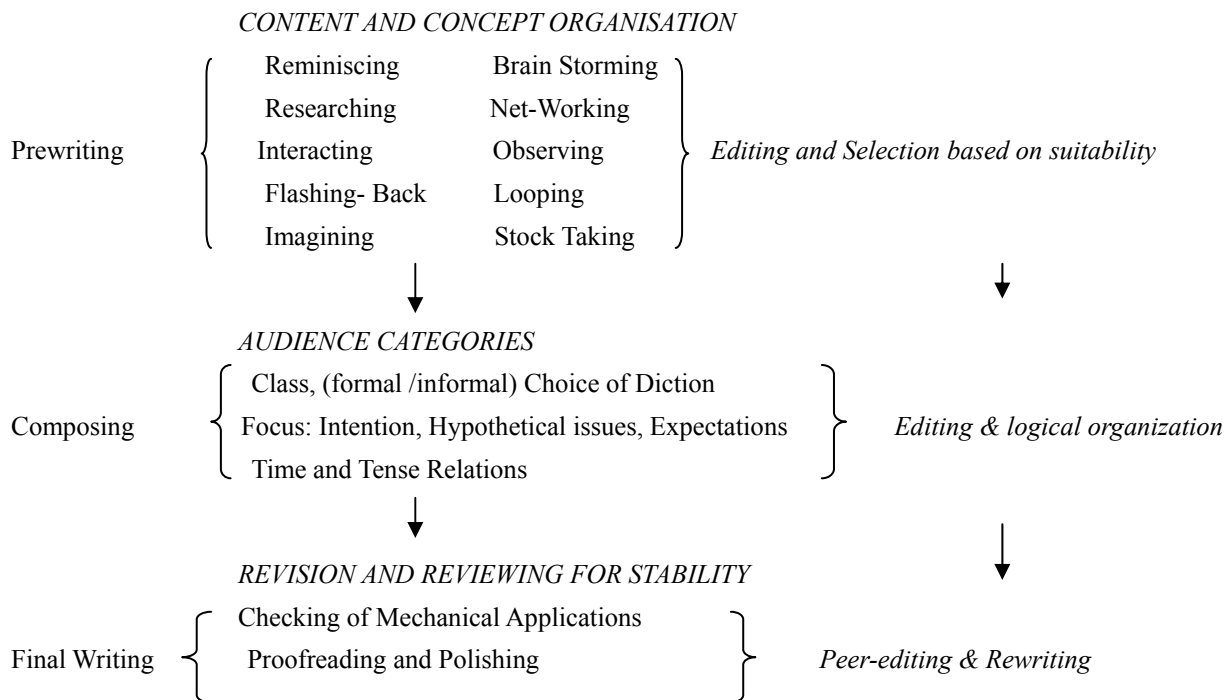 CONTENT AND CONCEPT ORGANISATION
Reminiscing Brain Storming
Researching Net-Working
Prewriting Interacting Observing Editing and Selection based on suitability
Flashing- Back Looping
Imagining Stock Taking
AUDIENCE CATEGORIES
Class, (formal /informal) Choice of Diction
Composing Focus: Intention, Hypothetical issues, Expectations Editing & logical organization
Time and Tense Relations
REVISION AND REVIEWING FOR STABILITY
Checking of Mechanical Applications
Final Writing Proofreading and Polishing Peer-editing & Rewriting